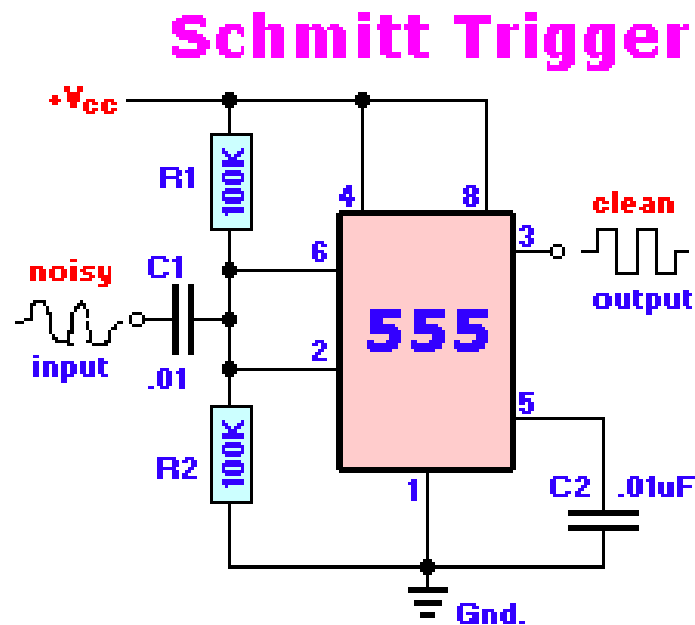 Schmitt Trigger
+Vcc
R1
100K
4
8
clean
3
output
noisy
C1
6
555
input
.01
2
5
R2
100K
1
C2
.01uF
Gnd.